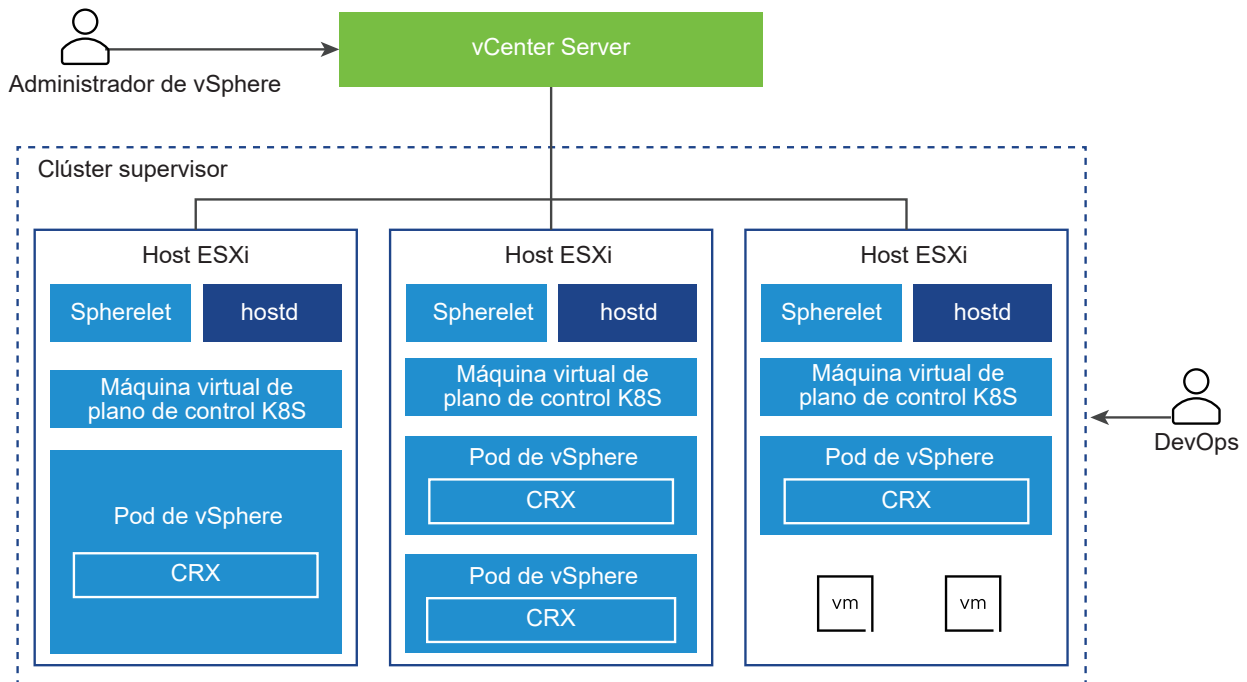 vCenter Server
Administrador de vSphere
Clúster supervisor
Host ESXi
Spherelet
hostd
Máquina virtual de
plano de control K8S
Pod de vSphere
CRX
Host ESXi
Spherelet
hostd
Máquina virtual de
plano de control K8S
Pod de vSphere
CRX
Pod de vSphere
CRX
Host ESXi
Spherelet
hostd
Máquina virtual de
plano de control K8S
Pod de vSphere
CRX
vm
vm
DevOps